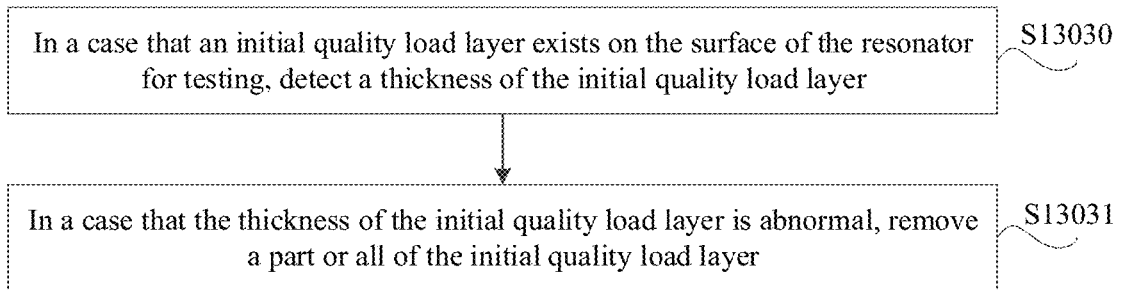 In a case that an initial quality load layer exists on the surface of the resonator
for testing, detect a thickness of the initial quality load layer
S13030
In a case that the thickness of the initial quality load layer is abnormal, remove
a part or all of the initial quality load layer
S13031